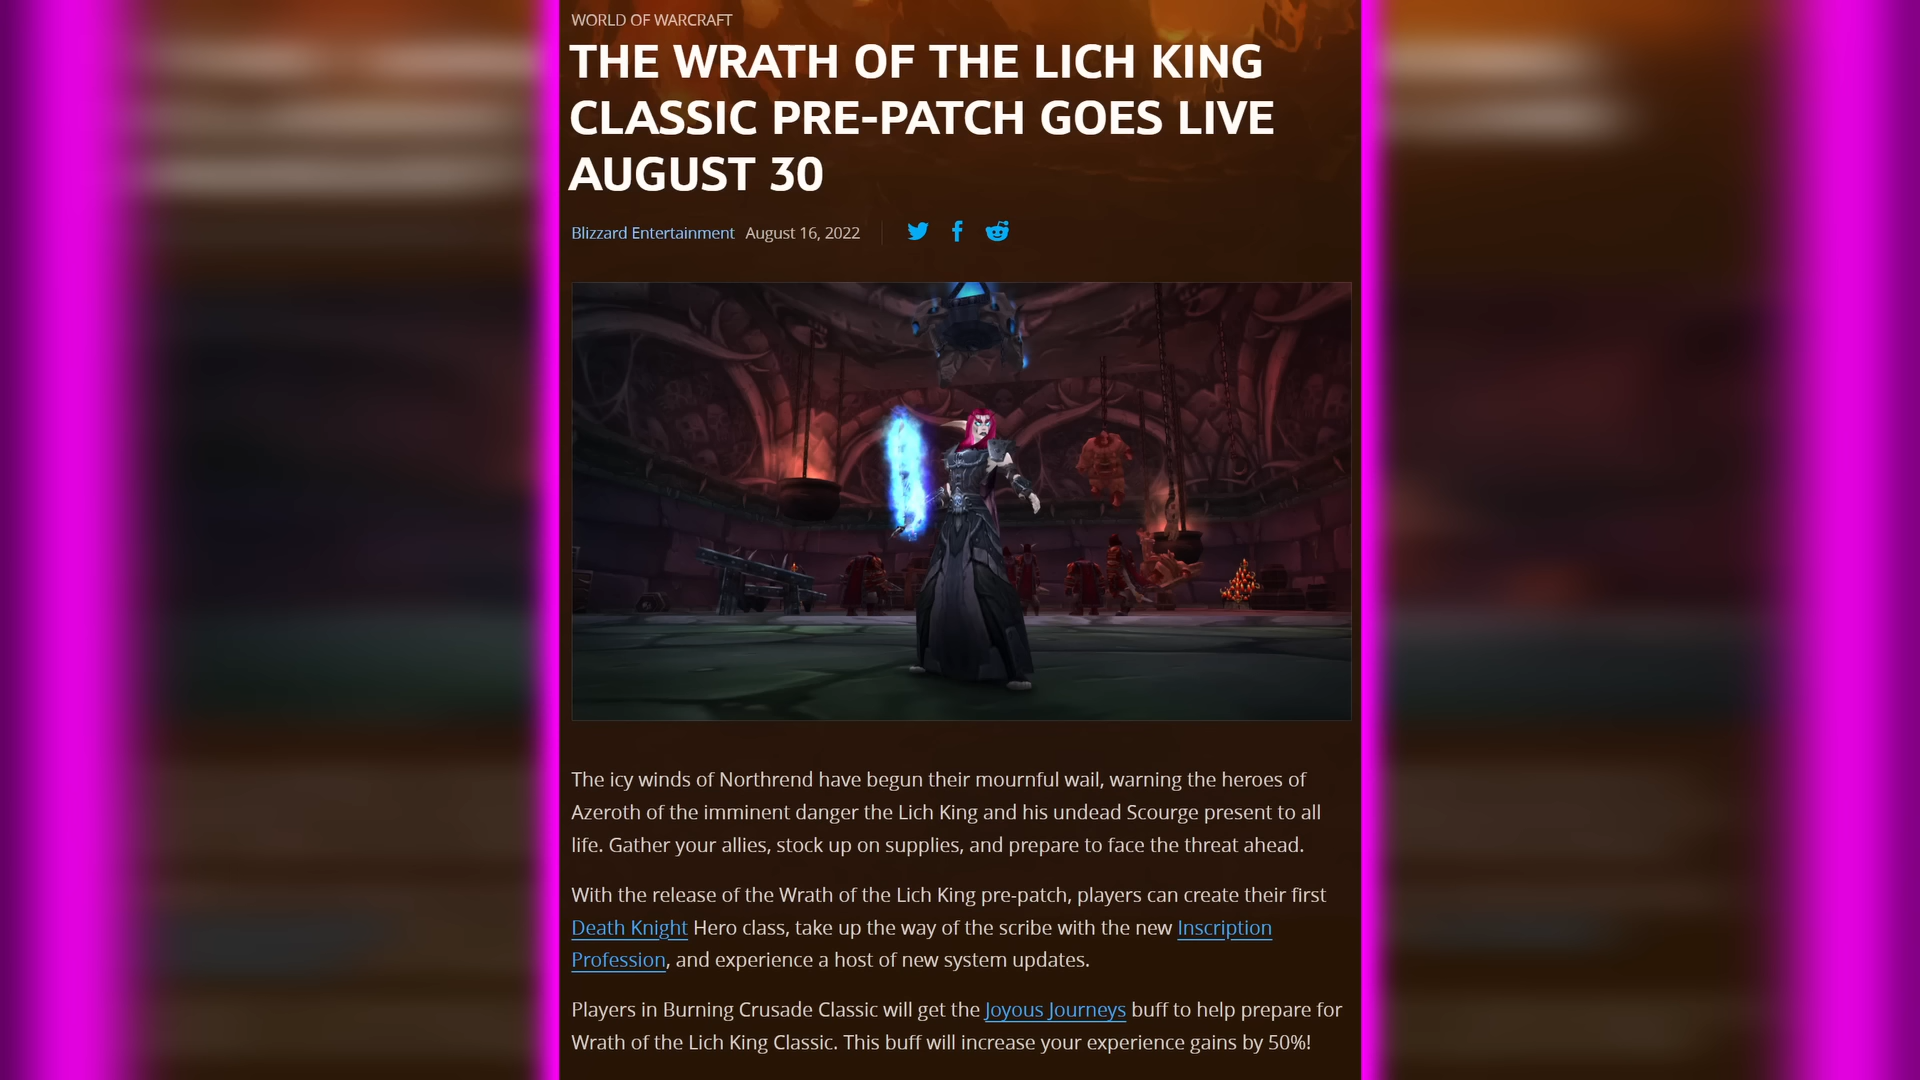 WORLD OF WARCRAFT
THE WRATH OF THE LICH KING
CLASSIC PRE-PATCH GOES LIVE
AUGUST 30
Blizzard Entertainment August 16, 2022
The icy winds of Northrend have begun their mournful wail, warning the heroes of
Azeroth of the imminent danger the Lich King and his undead Scourge present to all
life. Gather your allies, stock up on supplies, and prepare to face the threat ahead.
With the release of the Wrath of the Lich King pre-patch, players can create their first
Death Knight Hero class, take up the way of the scribe with the new Inscription
Profession, and experience a host of new system updates.
Players in Burning Crusade Classic will get the Joyous Journeys buff to help prepare for
Wrath of the Lich King Classic. This buff will increase your experience gains by 50%!